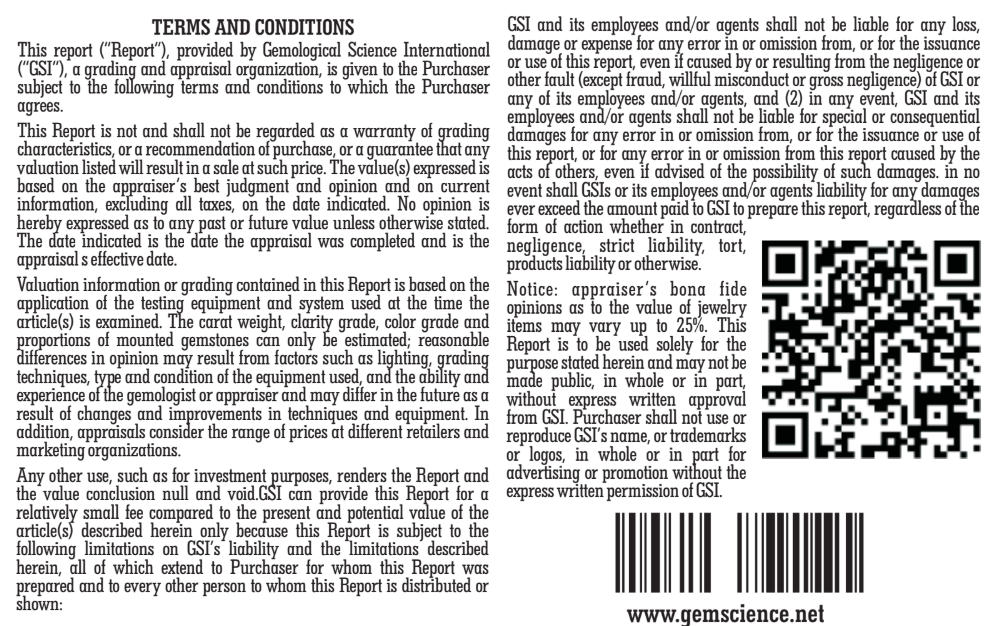 TERMS AND CONDITIONS
This report (“Report”), provided by Gemological Science International
(“GSI”), a grading and appraisal organization, is given to the Purchaser
subject to the following terms and conditions to which the Purchaser
agrees.
This Report is not and shall not be regarded as a warranty of grading
characteristics, or a recommendation of purchase, or a guarantee that any
valuation listed will result in a sale at such price. The value(s) expressed is
based on the appraiser’s best judgment and opinion and on current
information, excluding all taxes, on the date indicated. No opinion is
hereby expressed as to any past or future value unless otherwise stated.
The date indicated is the date the appraisal was completed and is the
appraisal s effective date.
Valuation information or grading contained in this Report is based on the
application of the testing equipment and system used at the time the
article(s) is examined. The carat weight, clarity grade, color grade and
proportions of mounted gemstones can only be estimated; reasonable
differences in opinion may result from factors such as lighting, grading
techniques, type and condition of the equipment used, and the ability and
experience of the gemologist or appraiser and may differ in the future as a
result of changes and improvements in techniques and equipment. In
addition, appraisals consider the range of prices at different retailers and
marketing organizations.
Any other use, such as for investment purposes, renders the Report and
the value conclusion null and void.GSI can provide this Report for a
relatively small fee compared to the present and potential value of the
article(s) described herein only because this Report is subject to the
following limitations on GSI’s liability and the limitations described
herein, all of which extend to Purchaser for whom this Report was
prepared and to every other person to whom this Report is distributed or
shown:
GSI and its employees and/or agents shall not be liable for any loss,
damage or expense for any error in or omission from, or for the issuance
or use of this report, even if caused by or resulting from the negligence or
other fault (except fraud, willful misconduct or gross negligence) of GSI or
any of its employees and/or agents, and (2) in any event, GSI and its
employees and/or agents shall not be liable for special or consequential
damages for any error in or omission from, or for the issuance or use of
this report, or for any error in or omission from this report caused by the
acts of others, even if advised of the possibility of such damages. in no
event shall GSIs or its employees and/or agents liability for any damages
ever exceed the amount paid to GSI to prepare this report, regardless of the
form of action whether in contract,
negligence, strict liability, tort,
products liability or otherwise.
Notice: appraiser’s bona fide
opinions as to the value of jewelry
items may vary up to 25%. This
Report is to be used solely for the
purpose stated herein and may not be
made public, in whole or in part,
without express written approval
from GSI. Purchaser shall not use or
reproduce GSI’s name, or trademarks
or logos, in whole or in part for
advertising or promotion without the
express written permission of GSI.
www.gemscience.net